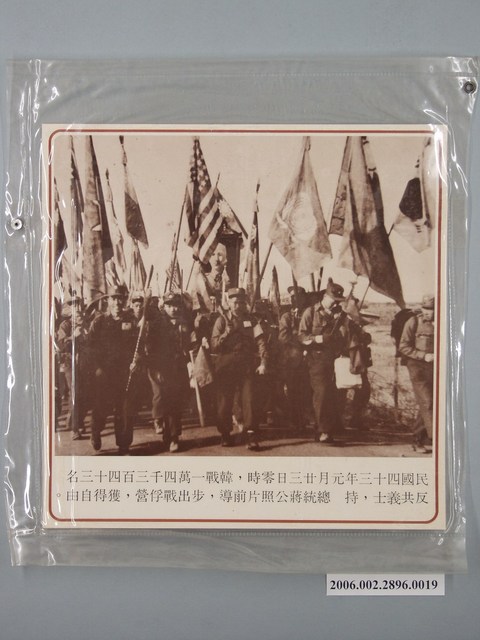 民國四十三年元月廿三日零時，韓戰一萬四千三百四十三名
反共義士，持　總統蔣公照片前導，步出戰俘營，獲得自由。
2006.002.2896.0019